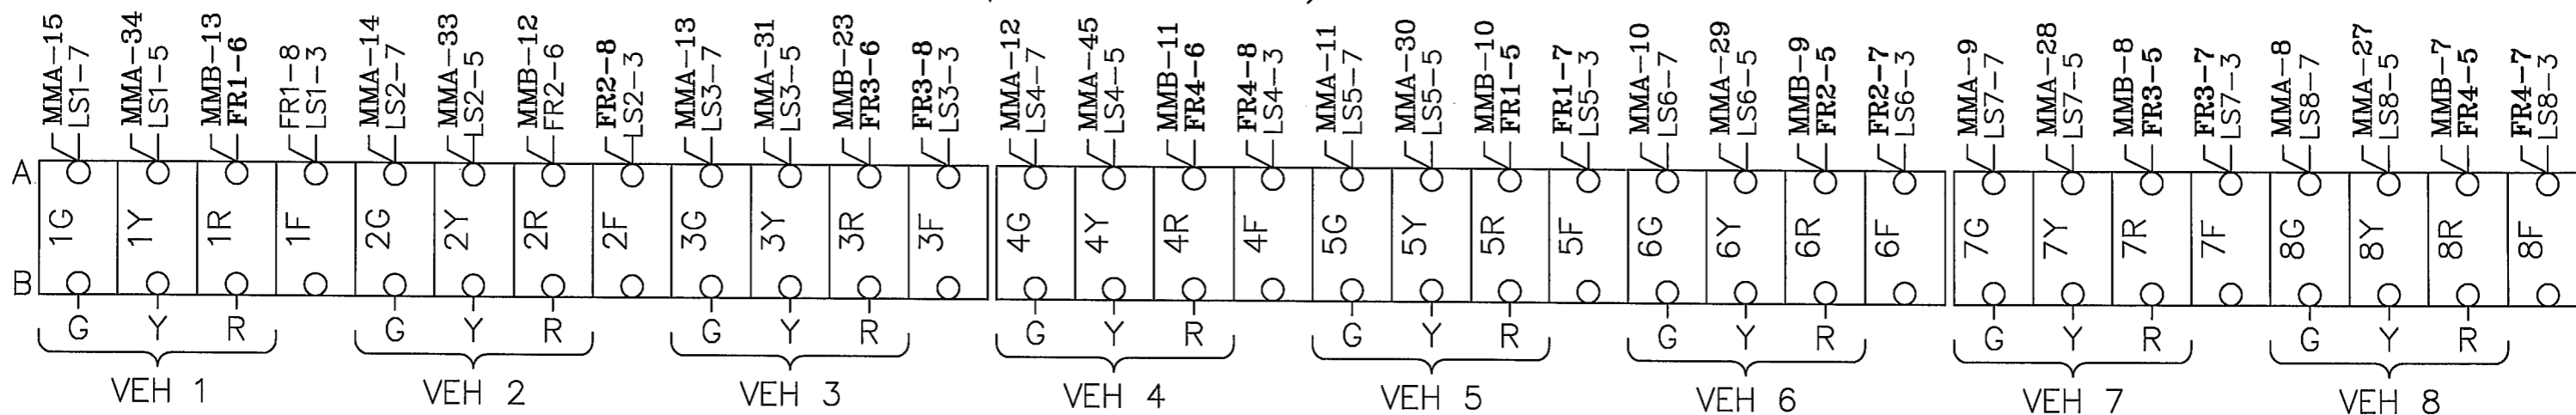 MMA-15
LS1-7
MMA-34
LS1-5
MMB-13
FR1-6
FR1-8
LS1-3
MMA-14
LS2-7
MMA-33
LS2-5
MMB-12
FR2-6
FR2-8
LS2-3
MMA-13
LS3-7
MMA-31
LS3-5
MMB-23
FR3-6
FR3-8
LS3-3
MMA-12
LS4-7
MMA-45
LS4-5
MMB-11
FR4-6
FR4-8
LS4-3
MMA-11
LS5-7
MMA-30
LS5-5
MMB-10
FR1-5
FR1-7
LS5-3
MMA-10
LS6-7
MMA-29
LS6-5
MMB-9
FR2-5
FR2-7
LS6-3
MMA-9
LS7-7
MMA-28
LS7-5
MMB-8
FR3-5
FR3-7
LS7-3
MMA-8
LS8-7
MMA-27
LS8-5
MMB-7
FR4-5
FR4-7
LS8-3
A
1G 1Y 1R 1F 2G 2Y 2R 2F 3G 3Y 3R 3F 4G 4Y 4R 4F 5G 5Y 5R 5F 6G 6Y 6R 6F 7G 7Y 7R 7F 8G 8Y 8R 8F
B
G Y R G Y R G Y R G Y R G Y R G Y R G Y R G Y R
VEH 1 VEH 2 VEH 3 VEH 4 VEH 5 VEH 6 VEH 7 VEH 8